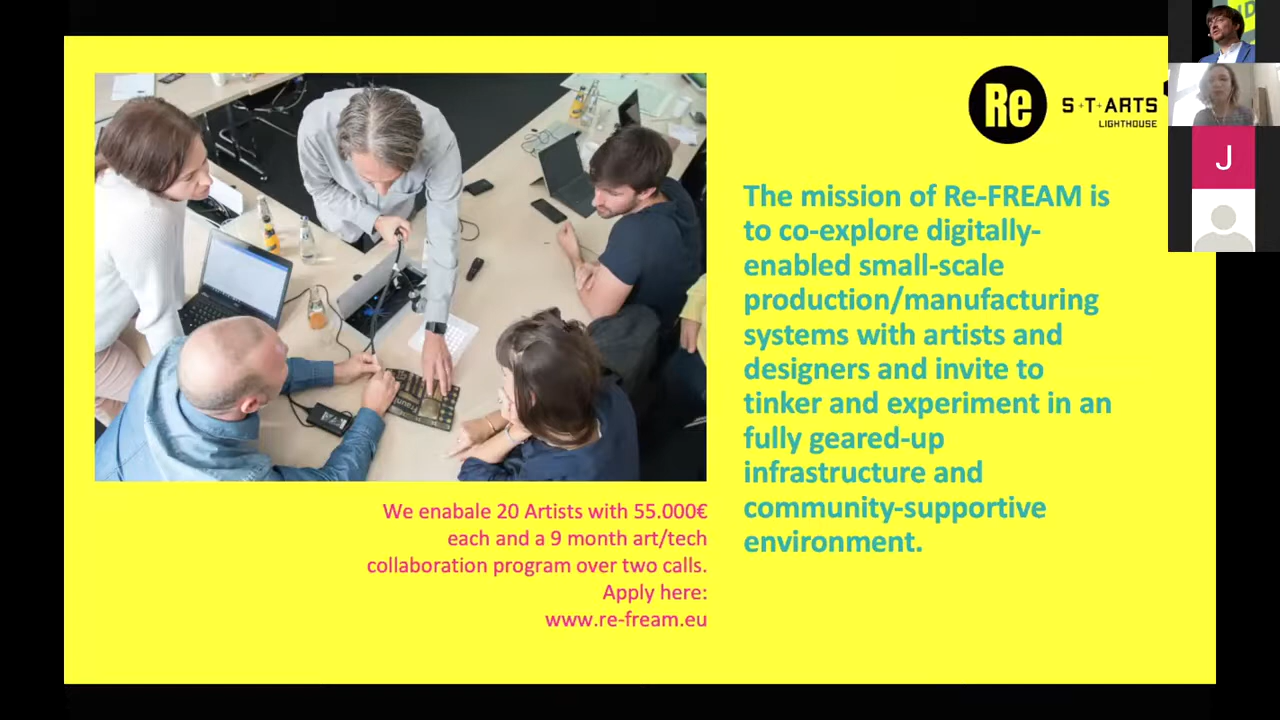 Re
S+T+ARTS
LIGHTHOUSE
The mission of Re-FREAM is
to co-explore digitally-
enabled small-scale
production/manufacturing
systems with artists and
designers and invite to
tinker and experiment in an
fully geared-up
infrastructure and
community-supportive
environment.
We enabale 20 Artists with 55.000€
each and a 9 month art/tech
collaboration program over two calls.
Apply here:
www.re-fream.eu
J